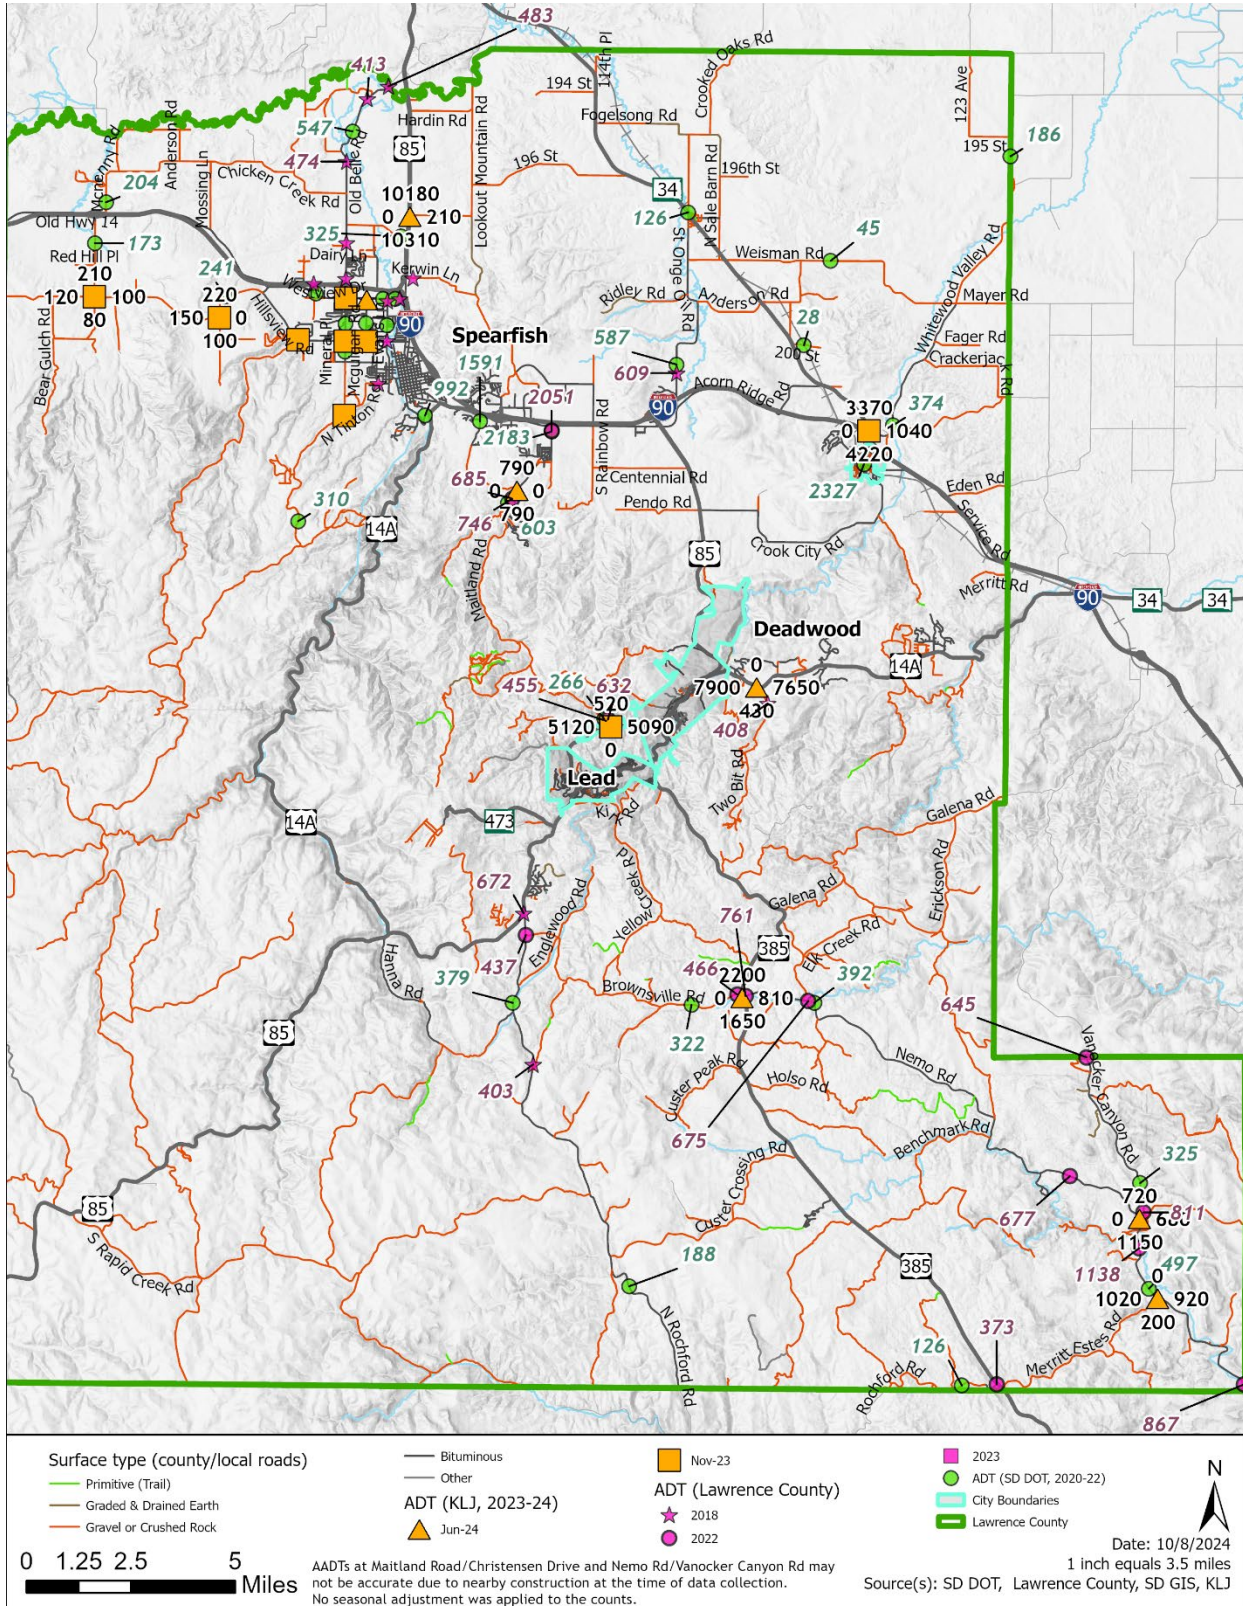 483
413
Crooked Oaks Rd
114th Pl
194 St
123 Ave
Hardin Rd
Fogelsong Rd
547
Mcnenny Rd
Anderson Rd
85
195 St
186
474
Old Belle Rd
Lookout Mountain Rd
196 St
N Sale Barn Rd
196th St
Mossing Ln
Chicken Creek Rd
204
10180
34
0 210
126
Old Hwy 14
325
10310
St Onge Oil Rd
45
173
Red Hill Pl
Dairy Ln
Weisman Rd
Whitewood Valley Rd
241
Kerwin Ln
210
Westview Dr
120 100
220
Ridley Rd
Anderson Rd
Mayer Rd
80
150 0
Hillsview Rd
90
28
100
Spearfish
587
200 St
Fager Rd
Bear Gulch Rd
Mineral Pl
Mcguigan Rd
1591
609
Crackerjack Rd
992
2051
Acorn Ridge Rd
90
3370
374
N Tinton Rd
2183
0 1040
4220
790
S Rainbow Rd
Centennial Rd
685
0 0
2327
Eden Rd
310
790
Pendo Rd
746
603
14A
Crook City Rd
Service Rd
85
Maitland Rd
Merritt Rd
90
34
34
Deadwood
0
14A
455
266
632
7900 7650
520
430
5120 5090
408
0
Lead
Two Bit Rd
Kirk Rd
Galena Rd
14A
473
Yellow Creek Rd
Erickson Rd
672
Englewood Rd
Galena Rd
761
385
Elk Creek Rd
437
Hanna Rd
379
466
2200
392
Brownsville Rd
0 810
645
1650
85
322
Vanocker Canyon Rd
Nemo Rd
403
Custer Peak Rd
Holso Rd
675
Benchmark Rd
325
85
Custer Crossing Rd
677
720
0 680
811
S Rapid Creek Rd
1150
188
385
1138
497
0
1020 920
200
N Rochford Rd
126
373
Merritt Estes Rd
Rochford Rd
867
Surface type (county/local roads)
Primitive (Trail)
Graded & Drained Earth
Gravel or Crushed Rock
Bituminous
Other
ADT (KLJ, 2023-24)
Jun-24
Nov-23
ADT (Lawrence County)
2018
2022
2023
ADT (SD DOT, 2020-22)
City Boundaries
Lawrence County
N
0 1.25 2.5 5
Miles
AADTs at Maitland Road/Christensen Drive and Nemo Rd/Vanocker Canyon Rd may
not be accurate due to nearby construction at the time of data collection.
No seasonal adjustment was applied to the counts.
Date: 10/8/2024
1 inch equals 3.5 miles
Source(s): SD DOT, Lawrence County, SD GIS, KLJ